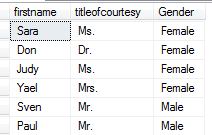 firstname titleofcourtesy Gender
Sara Ms. Female
Don Dr. Female
Judy Ms. Female
Yael Mrs. Female
Sven Mr. Male
Paul Mr. Male